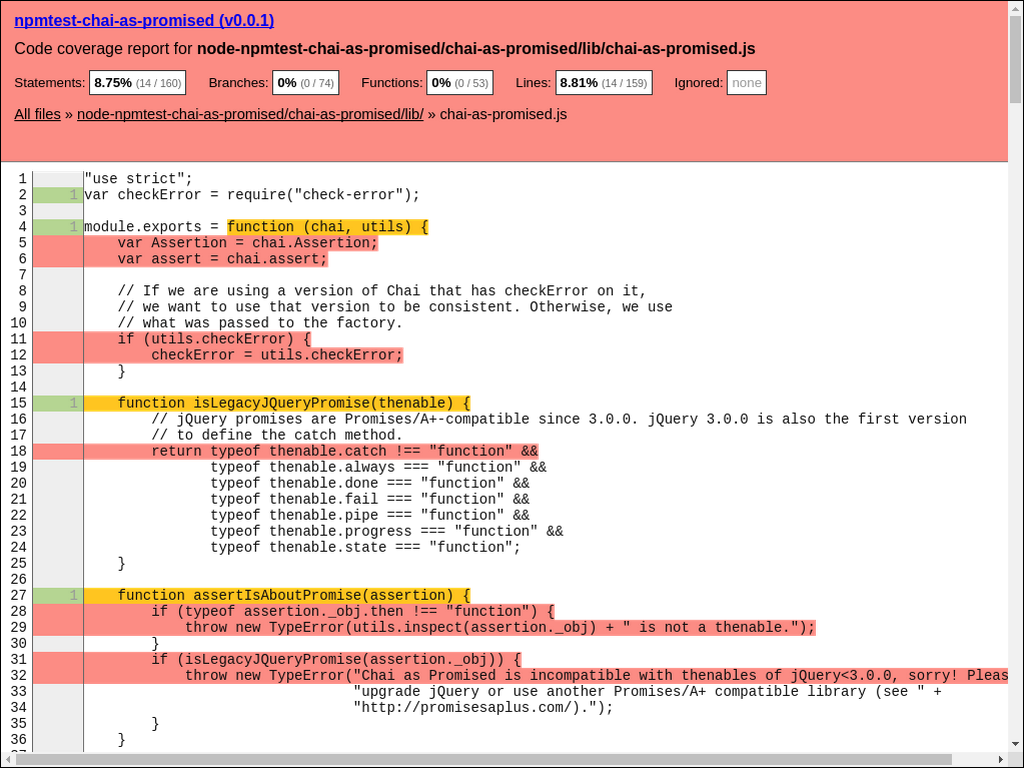 npmtest-chai-as-promised (v0.0.1)
Code coverage report for node-npmtest-chai-as-promised/chai-as-promised/lib/chai-as-promised.js
Statements: 8.75% (14 / 160) Branches: 0% (0 / 74) Functions: 0% (0 / 53) Lines: 8.81% (14 / 159) Ignored: none
All files » node-npmtest-chai-as-promised/chai-as-promised/lib/ » chai-as-promised.js
1 "use strict";
2 1 var checkError = require("check-error");
3
4 1 module.exports = function (chai, utils) {
5 var Assertion = chai.Assertion;
6 var assert = chai.assert;
7
8 // If we are using a version of Chai that has checkError on it,
9 // we want to use that version to be consistent. Otherwise, we use
10 // what was passed to the factory.
11 if (utils.checkError) {
12 checkError = utils.checkError;
13 }
14
15 1 function isLegacyJQueryPromise(thenable) {
16 // jQuery promises are Promises/A+-compatible since 3.0.0. jQuery 3.0.0 is also the first version
17 // to define the catch method.
18 return typeof thenable.catch !== "function" &&
19 typeof thenable.always === "function" &&
20 typeof thenable.done === "function" &&
21 typeof thenable.fail === "function" &&
22 typeof thenable.pipe === "function" &&
23 typeof thenable.progress === "function" &&
24 typeof thenable.state === "function";
25 }
26
27 1 function assertIsAboutPromise(assertion) {
28 if (typeof assertion._obj.then !== "function") {
29 throw new TypeError(utils.inspect(assertion._obj) + " is not a thenable.");
30 }
31 if (isLegacyJQueryPromise(assertion._obj)) {
32 throw new TypeError("Chai as Promised is incompatible with thenables of jQuery<3.0.0, sorry! Pleas
33 "upgrade jQuery or use another Promises/A+ compatible library (see " +
34 "http://promisesaplus.com/).");
35 }
36 }